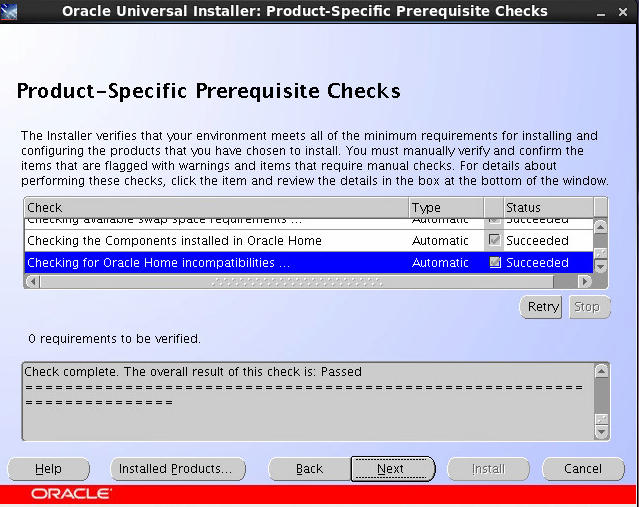 Oracle Universal Installer: Product-Specific Prerequisite Checks
Product-Specific Prerequisite Checks
The Installer verifies that your environment meets all of the minimum requirements for installing and
configuring the products that you have chosen to install. You must manually verify and confirm the
items that are flagged with warnings and items that require manual checks. For details about
performing these checks, click the item and review the details in the box at the bottom of the window.
Check Type Status
Checking available swap space requirements ... Automatic Succeeded
Checking the Components installed in Oracle Home Automatic Succeeded
Checking for Oracle Home incompatibilities ... Automatic Succeeded
Retry Stop
0 requirements to be verified.
Check complete. The overall result of this check is: Passed
=========================================================
===============
Help Installed Products... Back Next Install Cancel
ORACLE